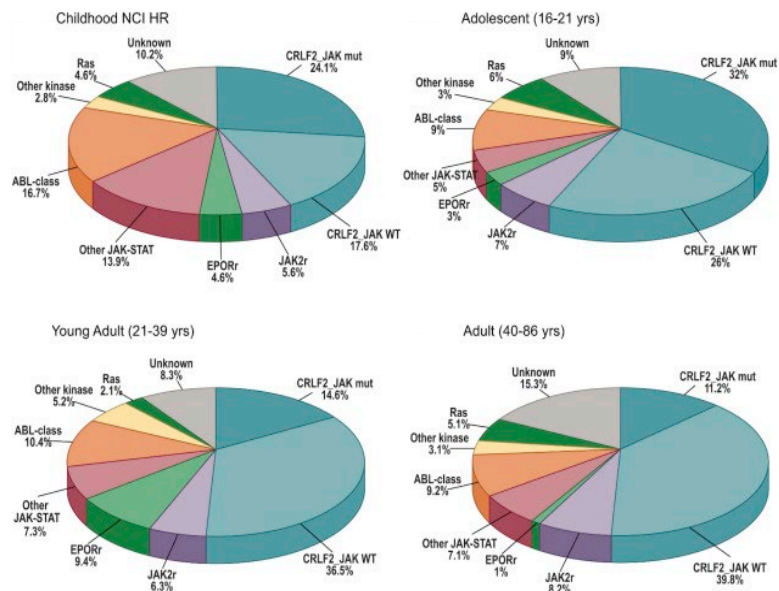 Childhood NCI HR
Unknown
10.2%
CRLF2_JAK mut
24.1%
Ras
4.6%
Other kinase
2.8%
ABL-class
16.7%
Other JAK-STAT
13.9%
EPORr
4.6%
JAK2r
5.6%
CRLF2_JAK WT
17.6%
Adolescent (16-21 yrs)
Unknown
9%
CRLF2_JAK mut
32%
Ras
6%
Other kinase
3%
ABL-class
9%
Other JAK-STAT
5%
EPORr
3%
JAK2r
7%
CRLF2_JAK WT
26%
Young Adult (21-39 yrs)
Unknown
8.3%
CRLF2_JAK mut
14.6%
Ras
2.1%
Other kinase
5.2%
ABL-class
10.4%
Other
JAK-STAT
7.3%
EPORr
9.4%
JAK2r
6.3%
CRLF2_JAK WT
36.5%
Adult (40-86 yrs)
Unknown
15.3%
CRLF2_JAK mut
11.2%
Ras
5.1%
Other kinase
3.1%
ABL-class
9.2%
Other JAK-STAT
7.1%
EPORr
1%
JAK2r
8.2%
CRLF2_JAK WT
39.8%